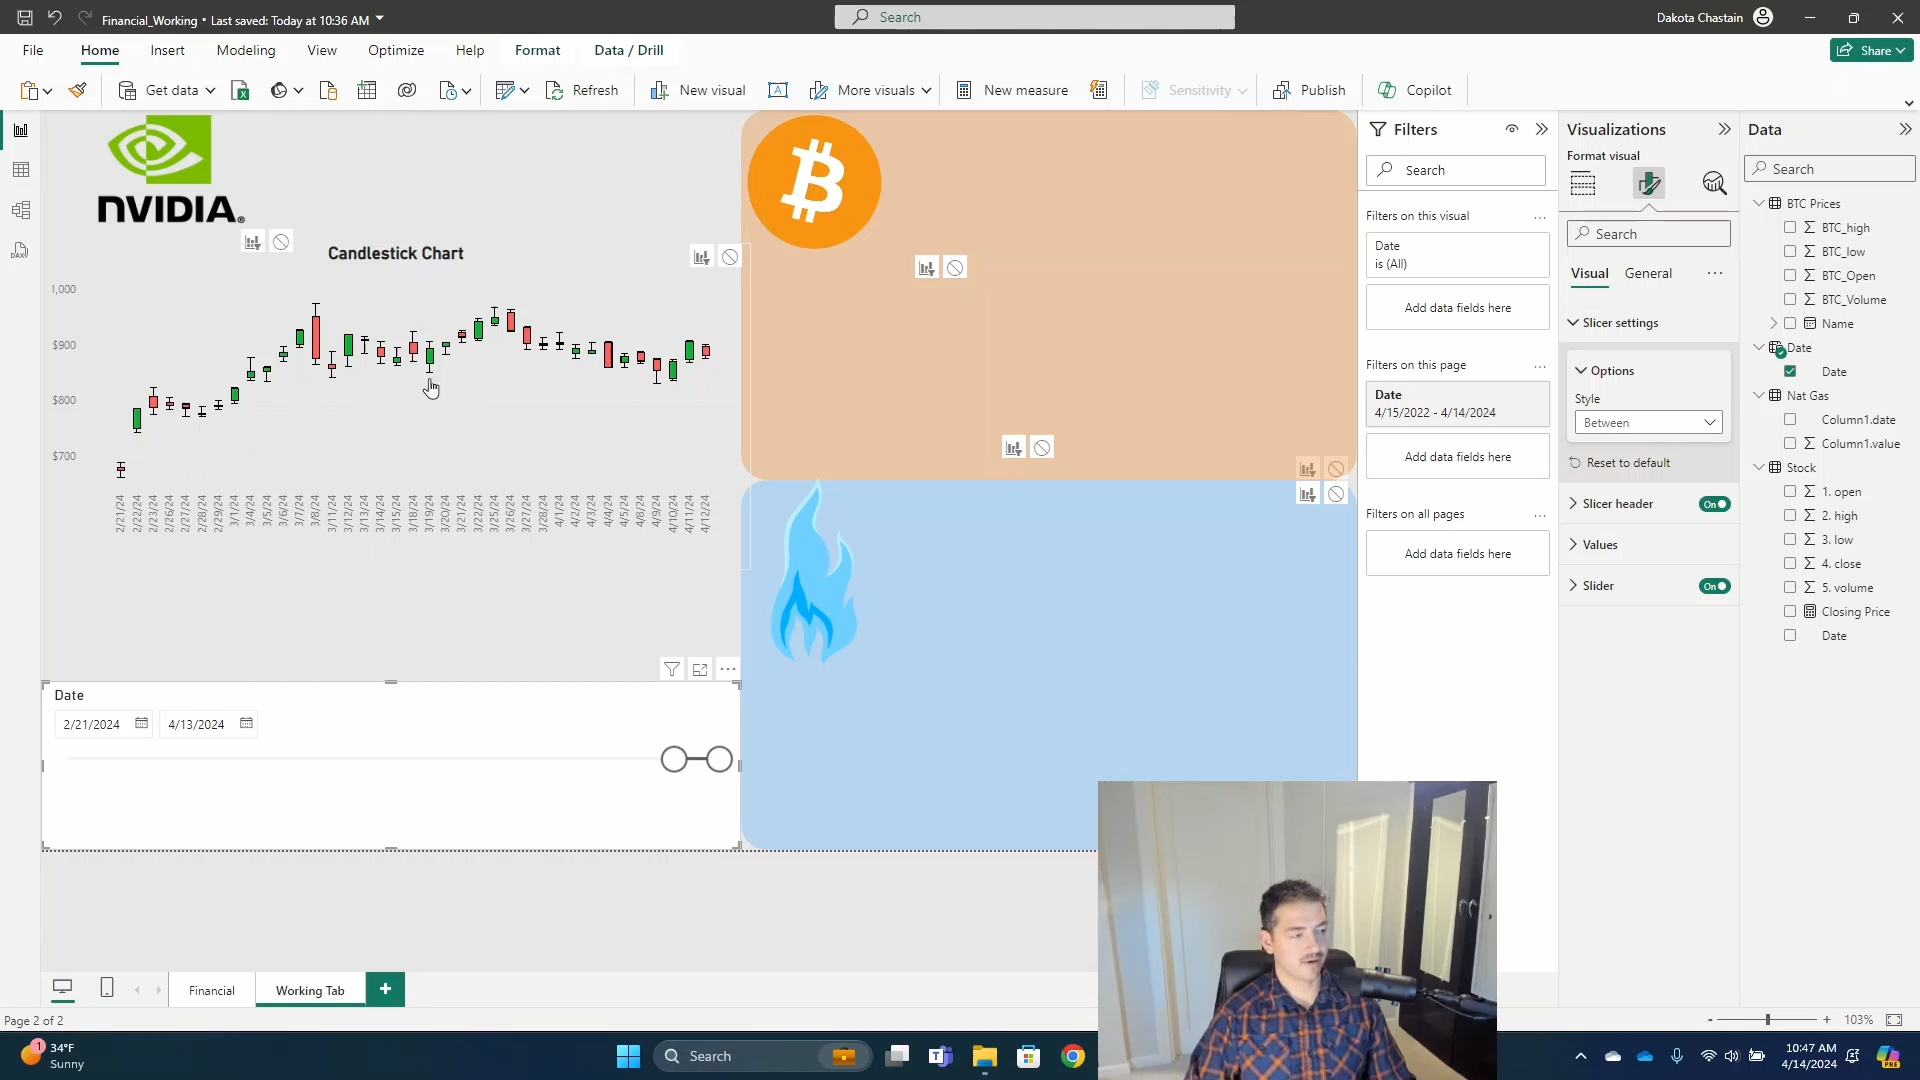 Financial_Working • Last saved: Today at 10:36 AM
Search
Dakota Chastain
File
Home
Insert
Modeling
View
Optimize
Help
Format
Data / Drill
Share
Get data
Refresh
New visual
More visuals
New measure
Sensitivity
Publish
Copilot
NVIDIA.
Candlestick Chart
1,000
$900
$800
$700
2/21/24
2/22/24
2/23/24
2/26/24
2/27/24
2/28/24
2/29/24
3/1/24
3/4/24
3/5/24
3/6/24
3/7/24
3/8/24
3/11/24
3/12/24
3/13/24
3/14/24
3/15/24
3/18/24
3/19/24
3/20/24
3/21/24
3/22/24
3/25/24
3/26/24
3/27/24
3/28/24
4/1/24
4/2/24
4/3/24
4/4/24
4/5/24
4/8/24
4/9/24
4/10/24
4/11/24
4/12/24
Date
2/21/2024
4/13/2024
Filters
Search
Filters on this visual
Date
is (All)
Add data fields here
Filters on this page
Date
4/15/2022 - 4/14/2024
Add data fields here
Filters on all pages
Add data fields here
Visualizations
Format visual
Search
Visual
General
Slicer settings
Options
Style
Between
Reset to default
Slicer header
On
Values
Slider
On
Data
Search
BTC Prices
BTC_high
BTC_low
BTC_Open
BTC_Volume
Name
Date
Date
Nat Gas
Column1.date
Column1.value
Stock
1. open
2. high
3. low
4. close
5. volume
Closing Price
Date
DAX
Financial
Working Tab
Page 2 of 2
103%
1
34°F
Sunny
Search
10:47 AM
4/14/2024
PRE